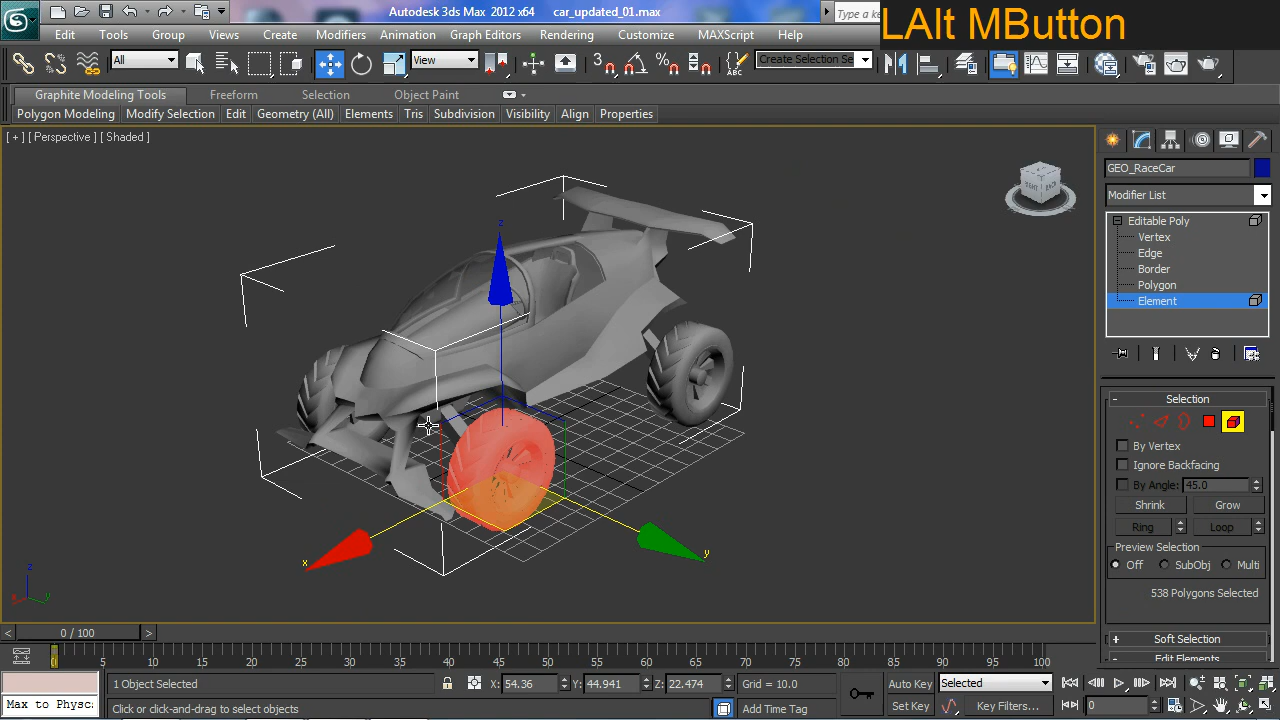 Autodesk 3ds Max 2012 x64 car_updated_01.max
Type a ke
LAlt MButton
Edit Tools Group Views Create Modifiers Animation Graph Editors Rendering Customize MAXScript Help
All
View
3
Create Selection Se
Graphite Modeling Tools Freeform Selection Object Paint
Polygon Modeling Modify Selection Edit Geometry (All) Elements Tris Subdivision Visibility Align Properties
[ + ] [ Perspective ] [ Shaded ]
GEO_RaceCar
Modifier List
Editable Poly
Vertex
Edge
Border
Polygon
Element
z
x
y
z
x
y
Selection
By Vertex
Ignore Backfacing
By Angle: 45.0
Shrink Grow
Ring Loop
Preview Selection
Off SubObj Multi
538 Polygons Selected
Soft Selection
Edit Elements
< 0 / 100 >
0 5 10 15 20 25 30 35 40 45 50 55 60 65 70 75 80 85 90 95 100
1 Object Selected
X: 54.36 Y: 44.941 Z: 22.474 Grid = 10.0
Auto Key Selected
Max to Physc
Click or click-and-drag to select objects
Add Time Tag
Set Key Key Filters... 0